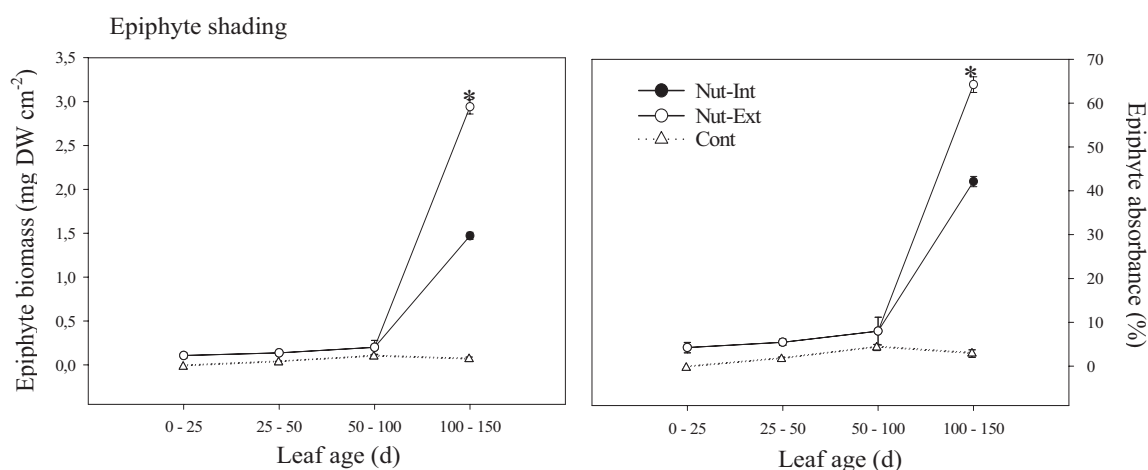 Epiphyte shading
Epiphyte biomass (mg DW cm-2)
3,5
3,0
2,5
2,0
1,5
1,0
0,5
0,0
*
0 - 25
25 - 50
50 - 100
100 - 150
Leaf age (d)
Nut-Int
Nut-Ext
Cont
*
0 - 25
25 - 50
50 - 100
100 - 150
Leaf age (d)
70
60
50
40
30
20
10
0
Epiphyte absorbance (%)